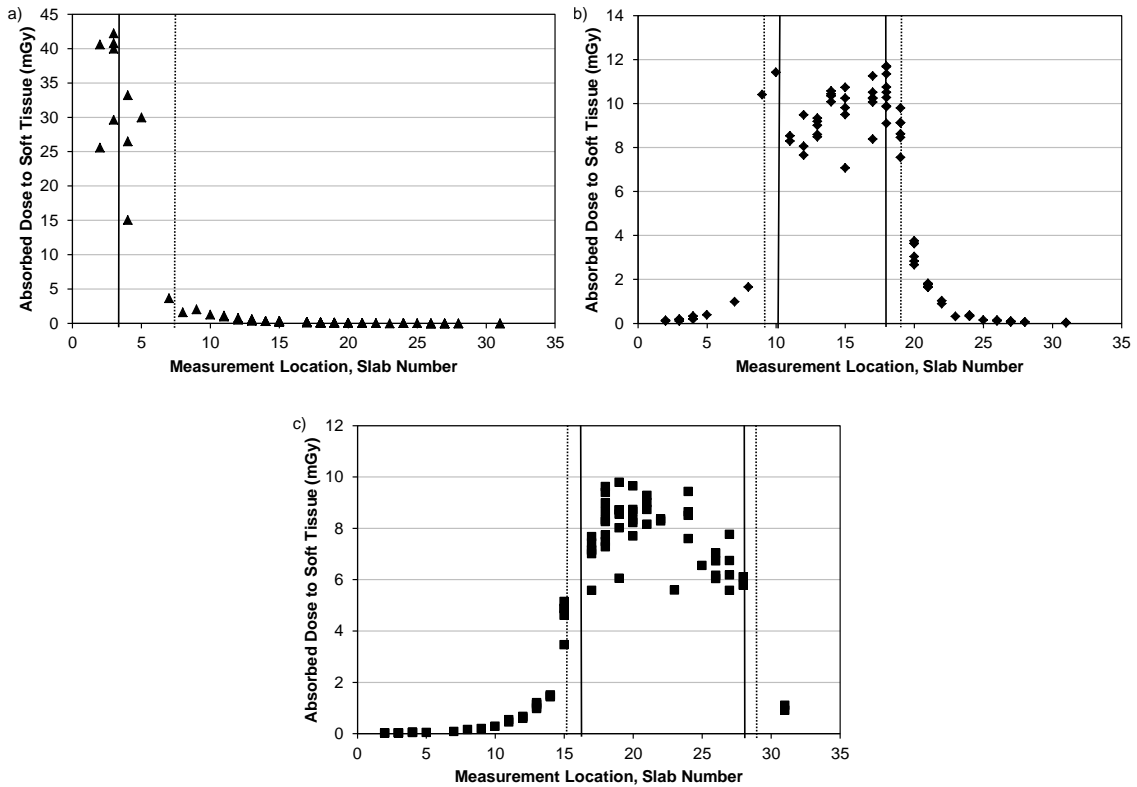 a)
Absorbed Dose to Soft Tissue (mGy)
45
40
35
30
25
20
15
10
5
0
0 5 10 15 20 25 30 35
Measurement Location, Slab Number
b)
Absorbed Dose to Soft Tissue (mGy)
14
12
10
8
6
4
2
0
0 5 10 15 20 25 30 35
Measurement Location, Slab Number
c)
Absorbed Dose to Soft Tissue (mGy)
12
10
8
6
4
2
0
0 5 10 15 20 25 30 35
Measurement Location, Slab Number